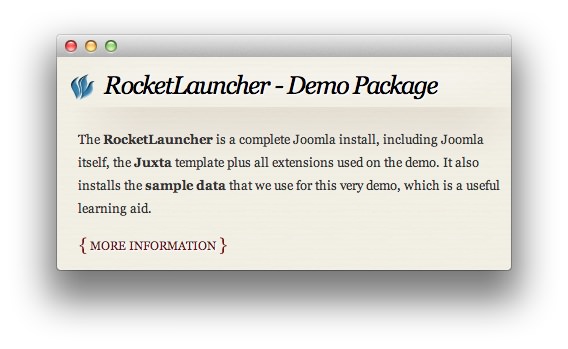 RocketLauncher - Demo Package
The RocketLauncher is a complete Joomla install, including Joomla
itself, the Juxta template plus all extensions used on the demo. It also
installs the sample data that we use for this very demo, which is a useful
learning aid.
{ MORE INFORMATION }